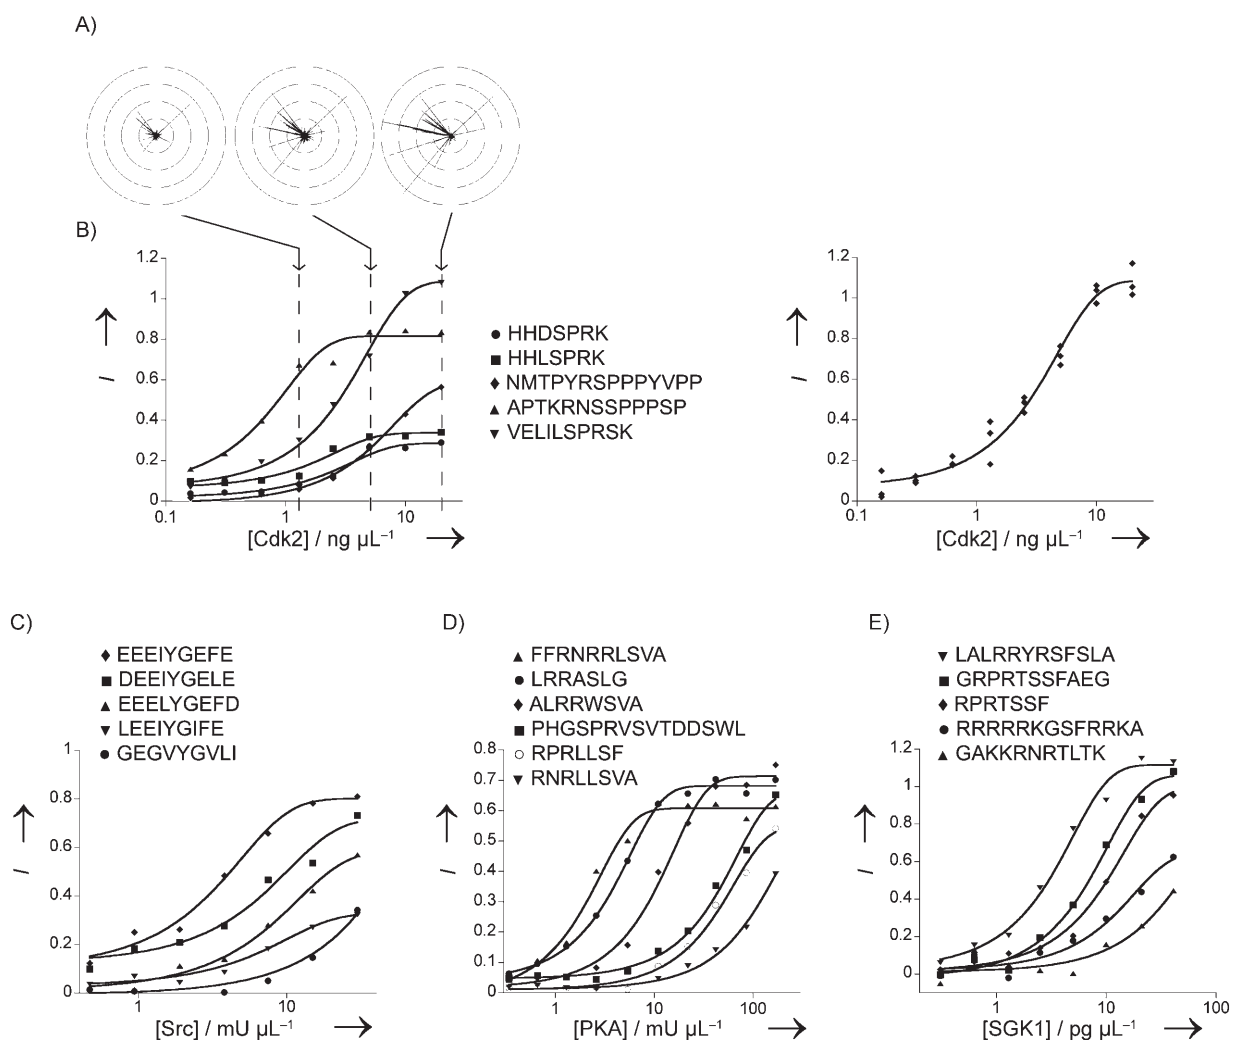 A)
B)
1.2
1
0.8
0.6
0.4
0.2
0
0.1
1
10
I
[Cdk2] / ng µL⁻¹
HHDSPRK
HHLSPRK
NMTPYRSPPPYVPP
APTKRNSSPPPSP
VELILSPRSK
1.2
1
0.8
0.6
0.4
0.2
0
0.1
1
10
I
[Cdk2] / ng µL⁻¹
C)
EEEIYGEFE
DEEIYGELE
EEELYGEFD
LEEIYGIFE
GEGVYGVLI
1
0.8
0.6
0.4
0.2
0
1
10
I
[Src] / mU µL⁻¹
D)
FFRNRRLSVA
LRRASLG
ALRRWSVA
PHGSPRVSVTDDSWL
RPRLLSF
RNRLLSVA
0.8
0.7
0.6
0.5
0.4
0.3
0.2
0.1
0
1
10
100
I
[PKA] / mU µL⁻¹
E)
LALRRYRSFSLA
GRPRTSSFAEG
RPRTSSF
RRRRRKGSFRRKA
GAKKRNRTLTK
1.2
1
0.8
0.6
0.4
0.2
0
1
10
100
I
[SGK1] / pg µL⁻¹